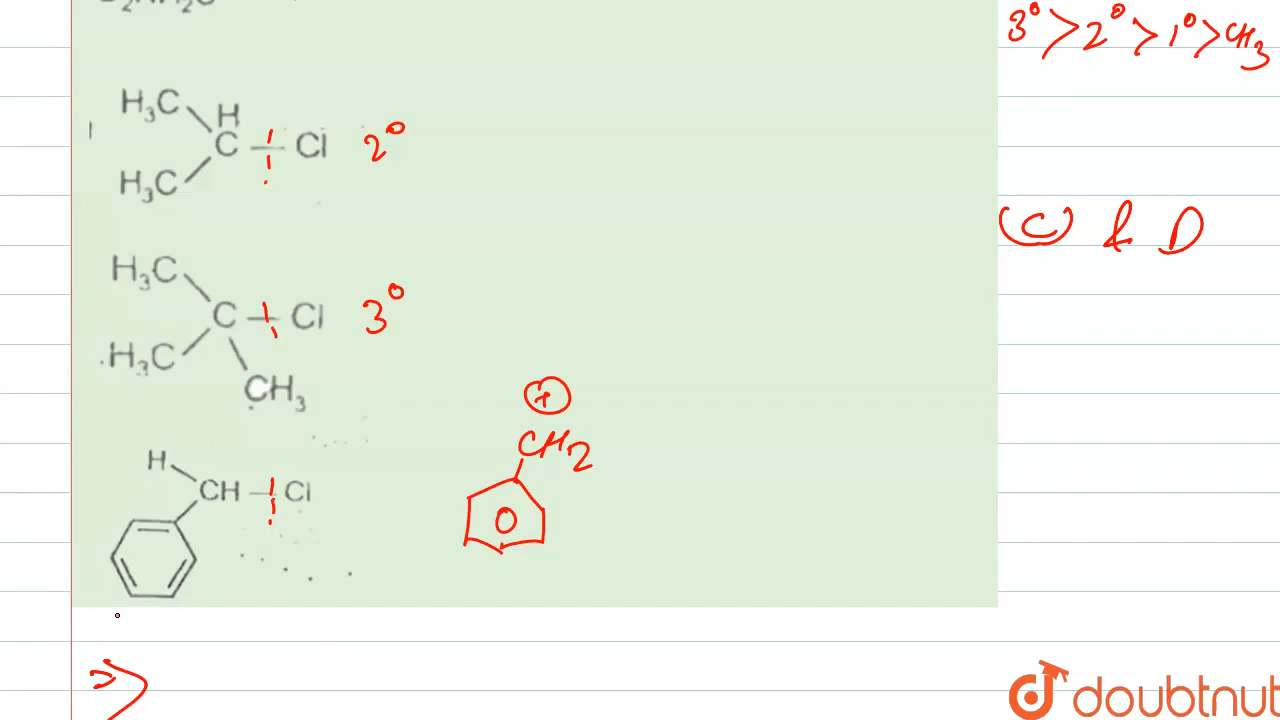 3° > 2° > 1° > CH3
H3C
H
C — Cl 2°
H3C
(C) & D
H3C
C — Cl 3°
H3C
CH3
+
CH2
H
CH — Cl
doubtnut